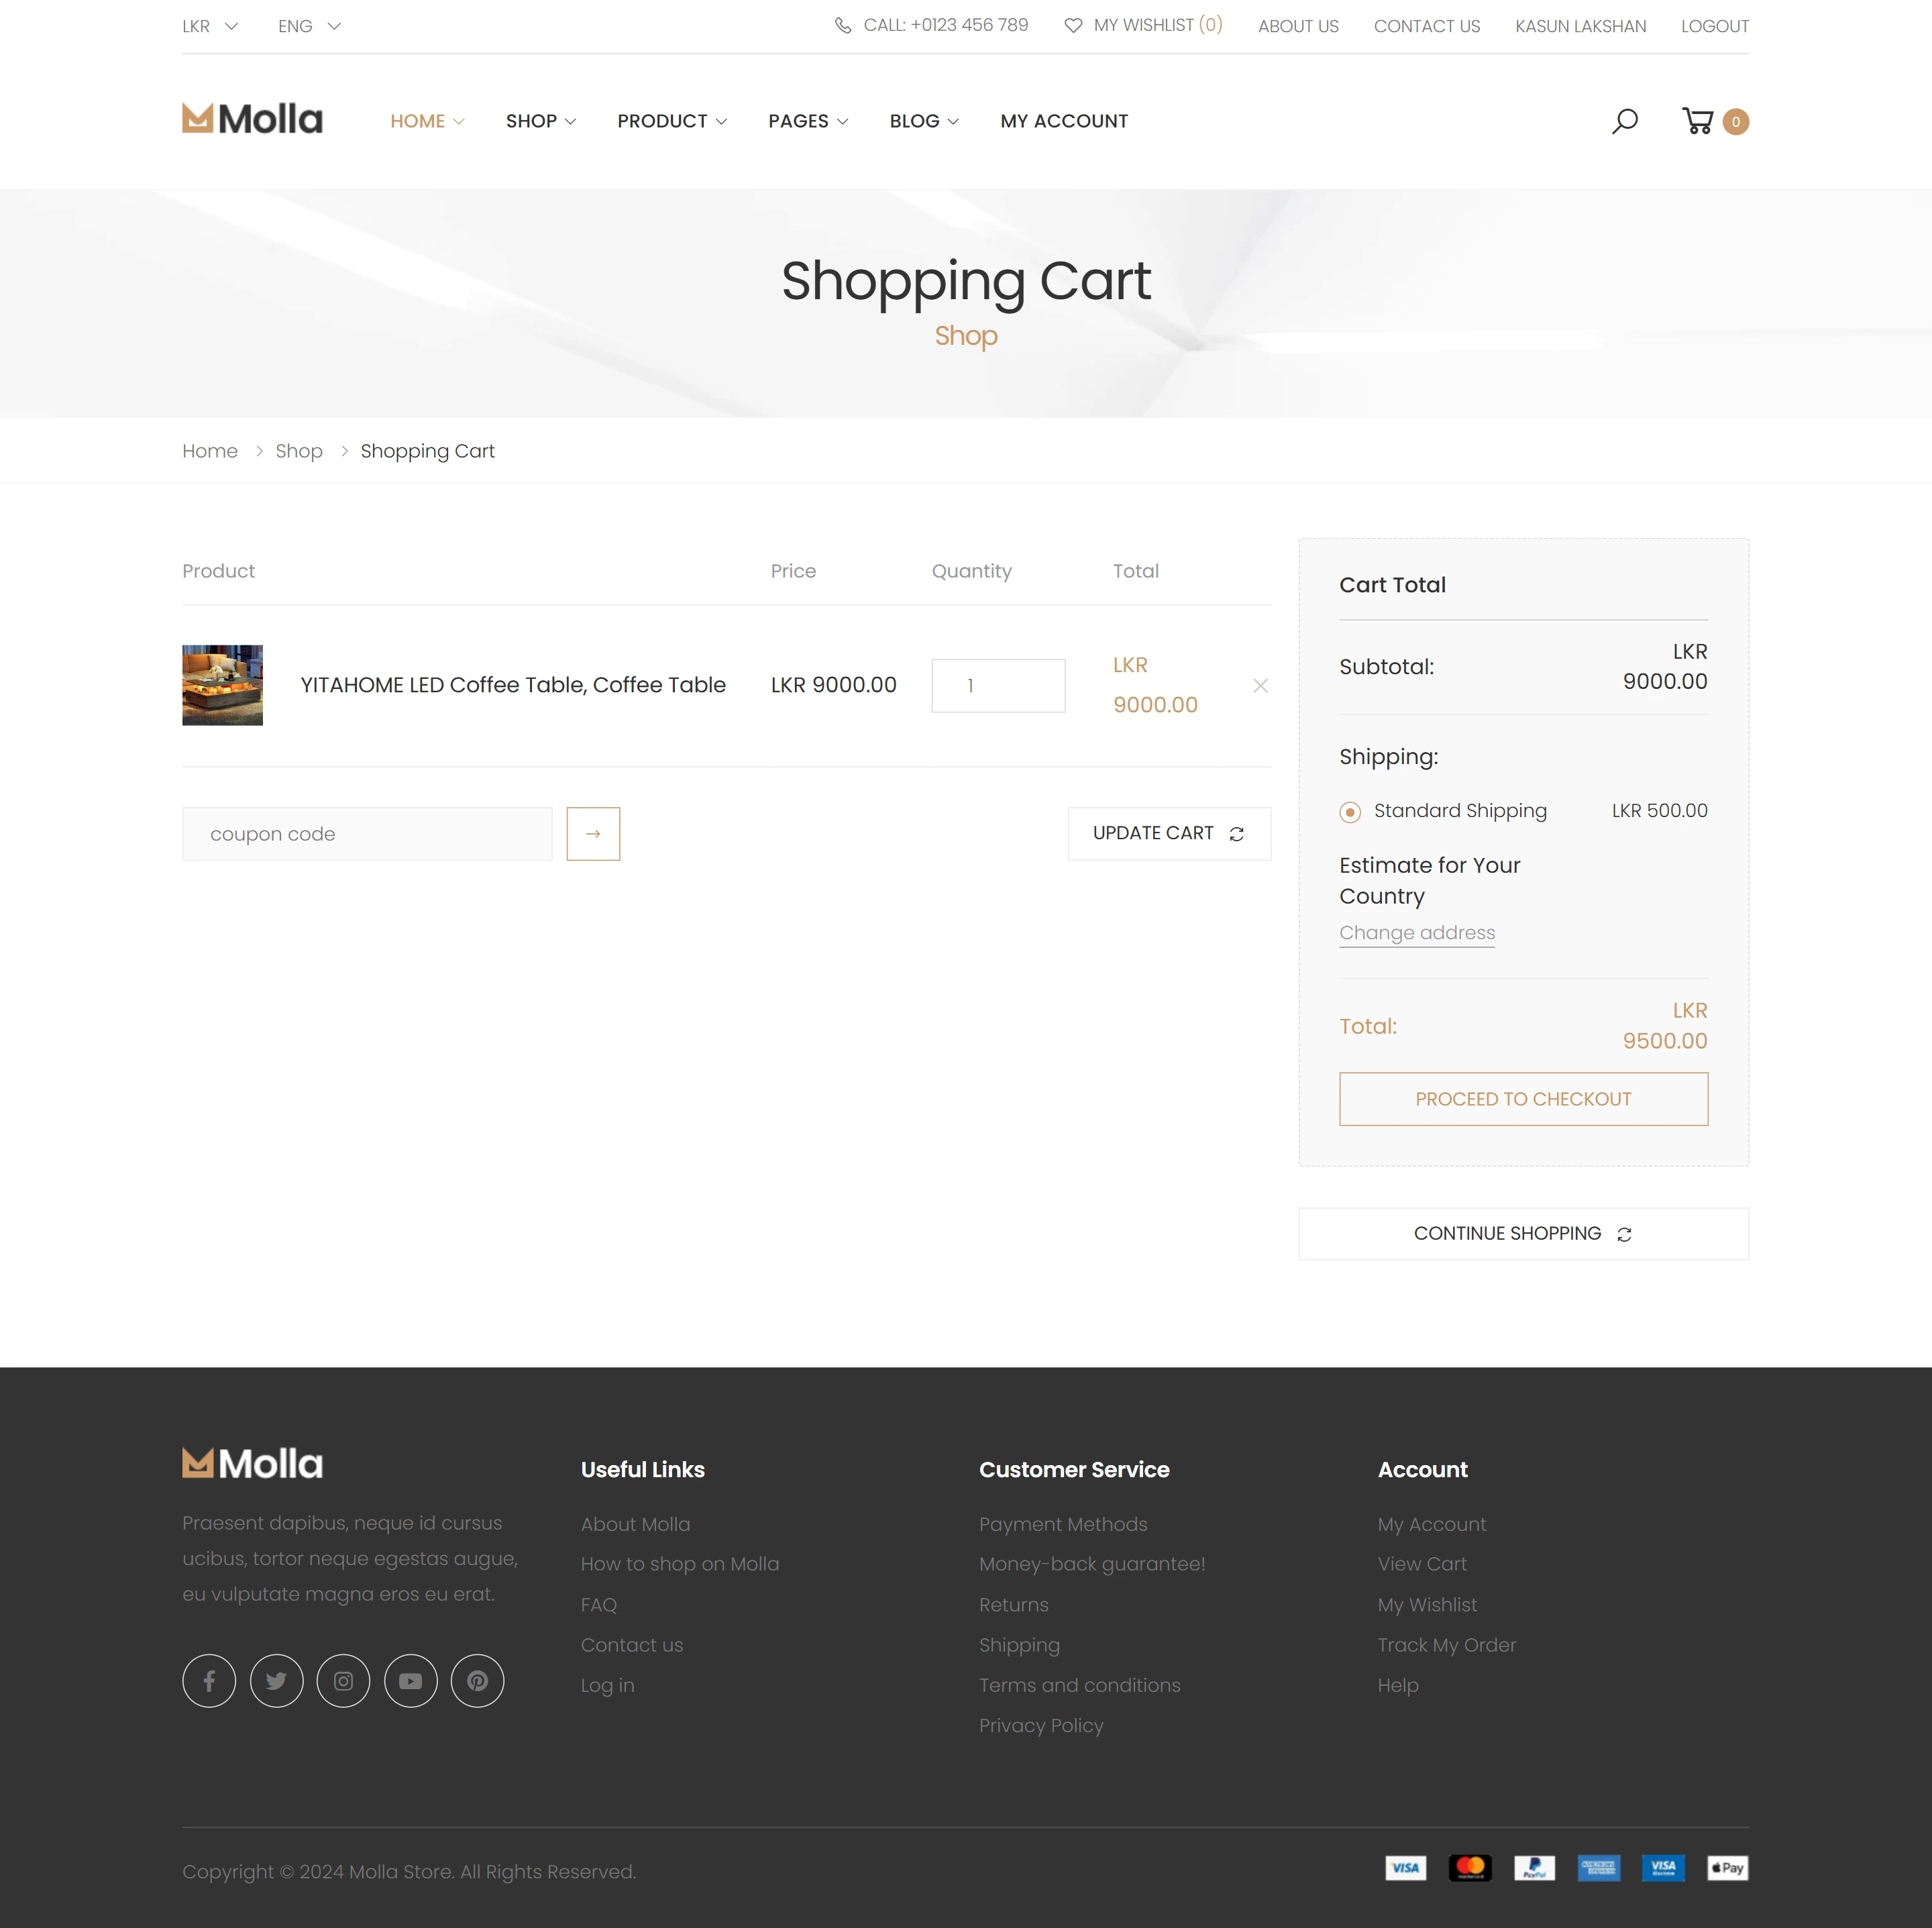 LKR
ENG
CALL: +0123 456 789
MY WISHLIST (0)
ABOUT US
CONTACT US
KASUN LAKSHAN
LOGOUT
Molla
HOME
SHOP
PRODUCT
PAGES
BLOG
MY ACCOUNT
0
Shopping Cart
Shop
Home
Shop
Shopping Cart
Product
Price
Quantity
Total
YITAHOME LED Coffee Table, Coffee Table
LKR 9000.00
1
LKR
9000.00
coupon code
UPDATE CART
Cart Total
Subtotal:
LKR
9000.00
Shipping:
Standard Shipping
LKR 500.00
Estimate for Your
Country
Change address
Total:
LKR
9500.00
PROCEED TO CHECKOUT
CONTINUE SHOPPING
Molla
Praesent dapibus, neque id cursus
ucibus, tortor neque egestas augue,
eu vulputate magna eros eu erat.
Useful Links
About Molla
How to shop on Molla
FAQ
Contact us
Log in
Customer Service
Payment Methods
Money-back guarantee!
Returns
Shipping
Terms and conditions
Privacy Policy
Account
My Account
View Cart
My Wishlist
Track My Order
Help
Copyright © 2024 Molla Store. All Rights Reserved.
VISA
PayPal
VISA
Pay